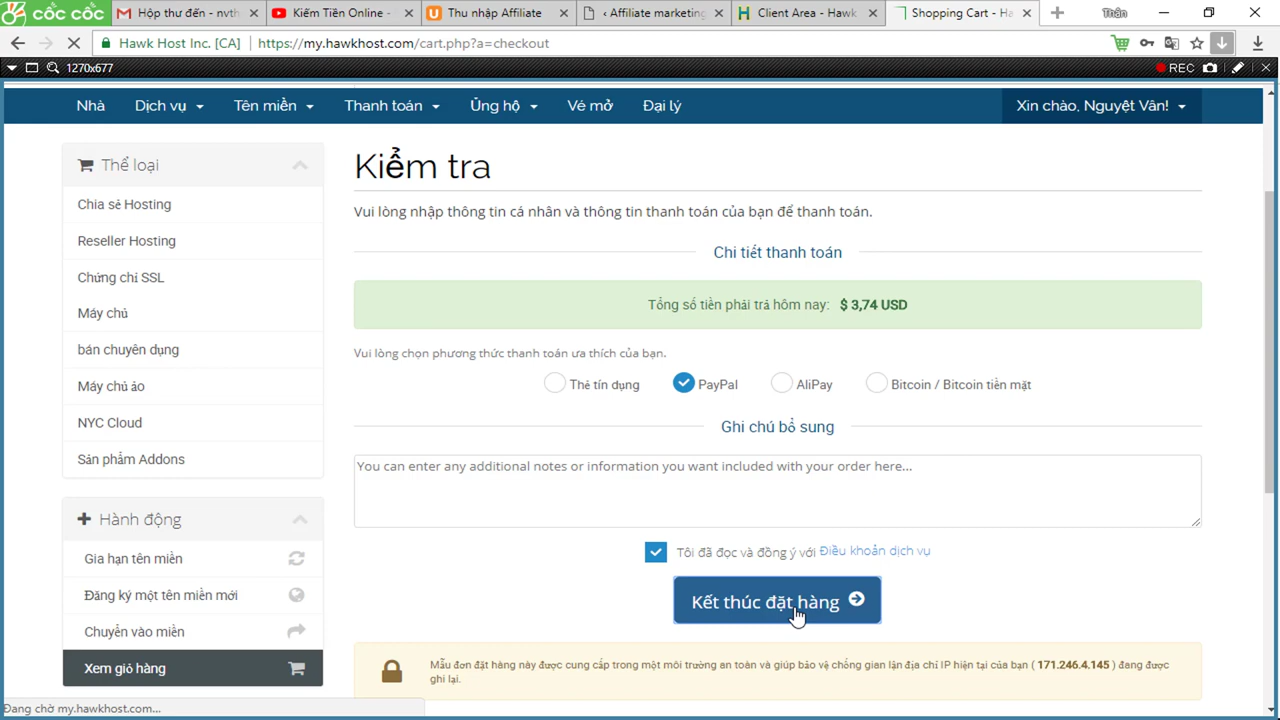 cốc cốc
Hộp thư đến - nvth
Kiếm Tiền Online -
Thu nhập Affiliate
‹ Affiliate marketing
Client Area - Hawk
Shopping Cart - Ha
Thân
Hawk Host Inc. [CA]
https://my.hawkhost.com/cart.php?a=checkout
1270x677
REC
Nhà
Dịch vụ
Tên miền
Thanh toán
Ủng hộ
Vé mở
Đại lý
Xin chào, Nguyệt Vân!
Thể loại
Chia sẻ Hosting
Reseller Hosting
Chứng chỉ SSL
Máy chủ
bán chuyên dụng
Máy chủ ảo
NYC Cloud
Sản phẩm Addons
Hành động
Gia hạn tên miền
Đăng ký một tên miền mới
Chuyển vào miền
Xem giỏ hàng
Kiểm tra
Vui lòng nhập thông tin cá nhân và thông tin thanh toán của bạn để thanh toán.
Chi tiết thanh toán
Tổng số tiền phải trả hôm nay: $ 3,74 USD
Vui lòng chọn phương thức thanh toán ưa thích của bạn.
Thẻ tín dụng
PayPal
AliPay
Bitcoin / Bitcoin tiền mặt
Ghi chú bổ sung
You can enter any additional notes or information you want included with your order here...
Tôi đã đọc và đồng ý với Điều khoản dịch vụ
Kết thúc đặt hàng
Mẫu đơn đặt hàng này được cung cấp trong một môi trường an toàn và giúp bảo vệ chống gian lận địa chỉ IP hiện tại của bạn ( 171.246.4.145 ) đang được
ghi lại.
Đang chờ my.hawkhost.com...